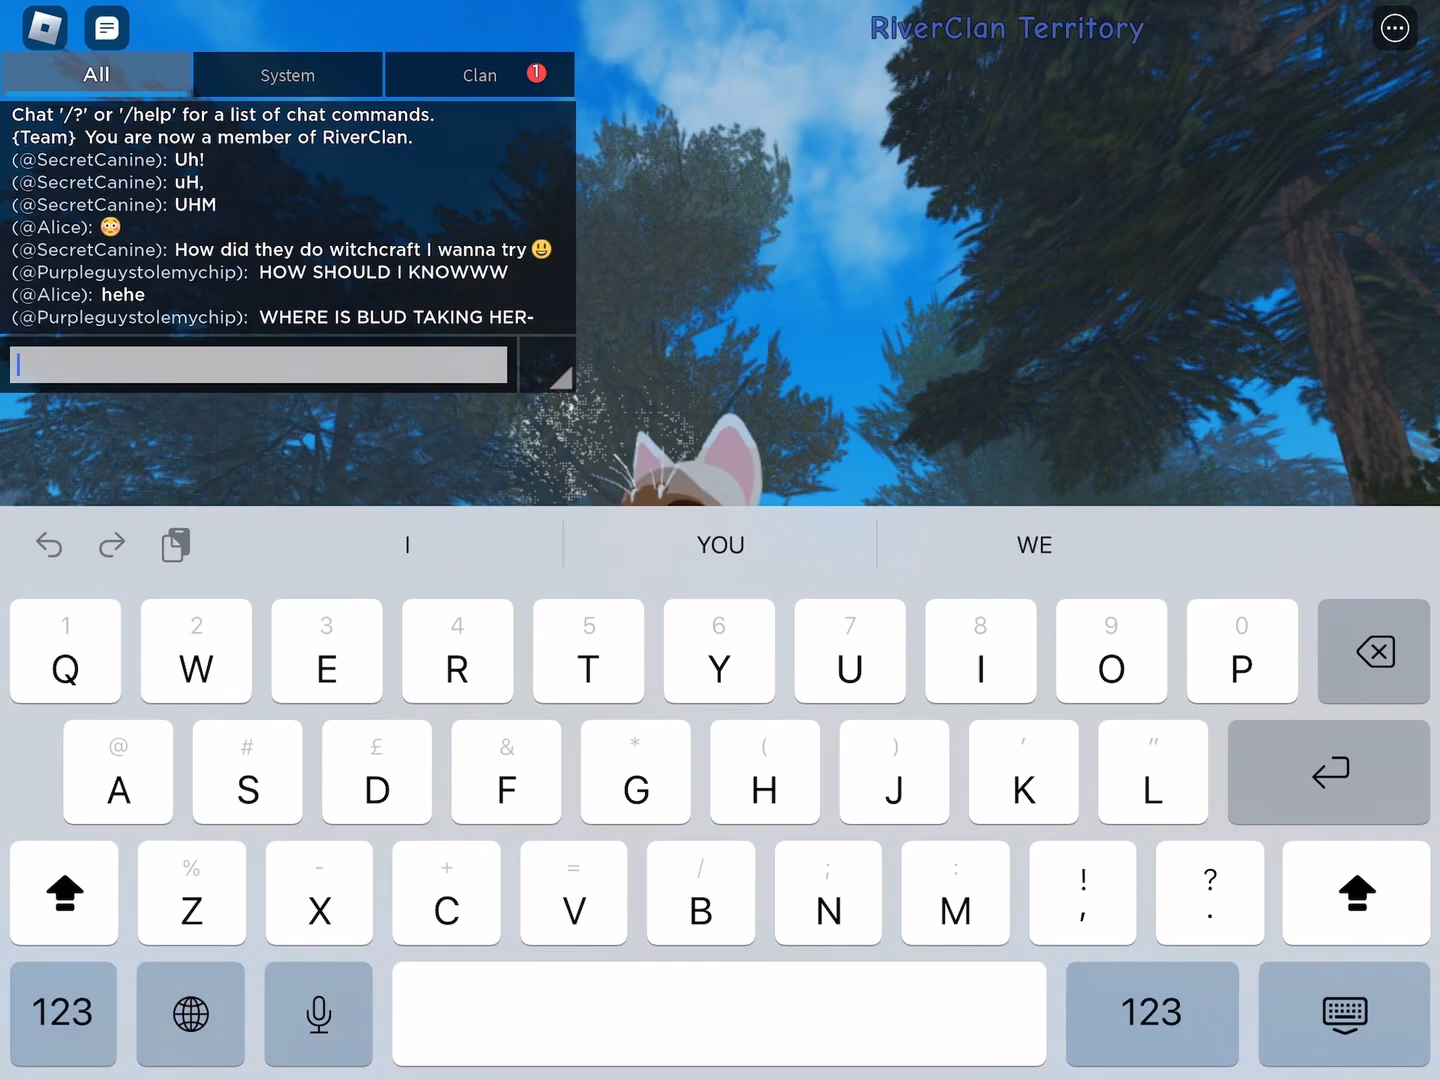 RiverClan Territory
All
System
Clan
1
Chat '/?' or '/help' for a list of chat commands.
{Team} You are now a member of RiverClan.
(@SecretCanine): Uh!
(@SecretCanine): uH,
(@SecretCanine): UHM
(@Alice): 😳
(@SecretCanine): How did they do witchcraft I wanna try 😃
(@Purpleguystolemychip): HOW SHOULD I KNOWWW
(@Alice): hehe
(@Purpleguystolemychip): WHERE IS BLUD TAKING HER-
I YOU WE
1 2 3 4 5 6 7 8 9 0
Q W E R T Y U I O P
@ # £ & * ( ) ' "
A S D F G H J K L
% - + = / ; : ! ?
Z X C V B N M , .
123 123